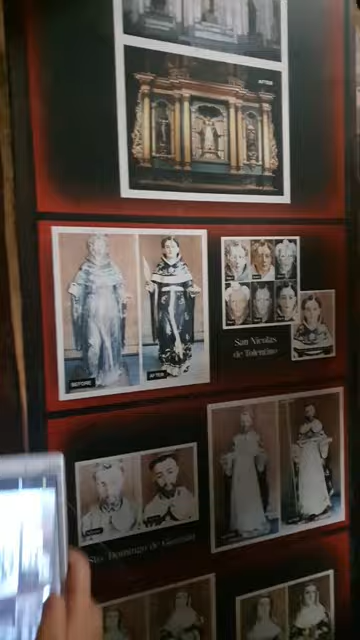 AFTER
BEFORE
AFTER
San Nicolas
de Tolentino
Sto. Domingo de Guzman